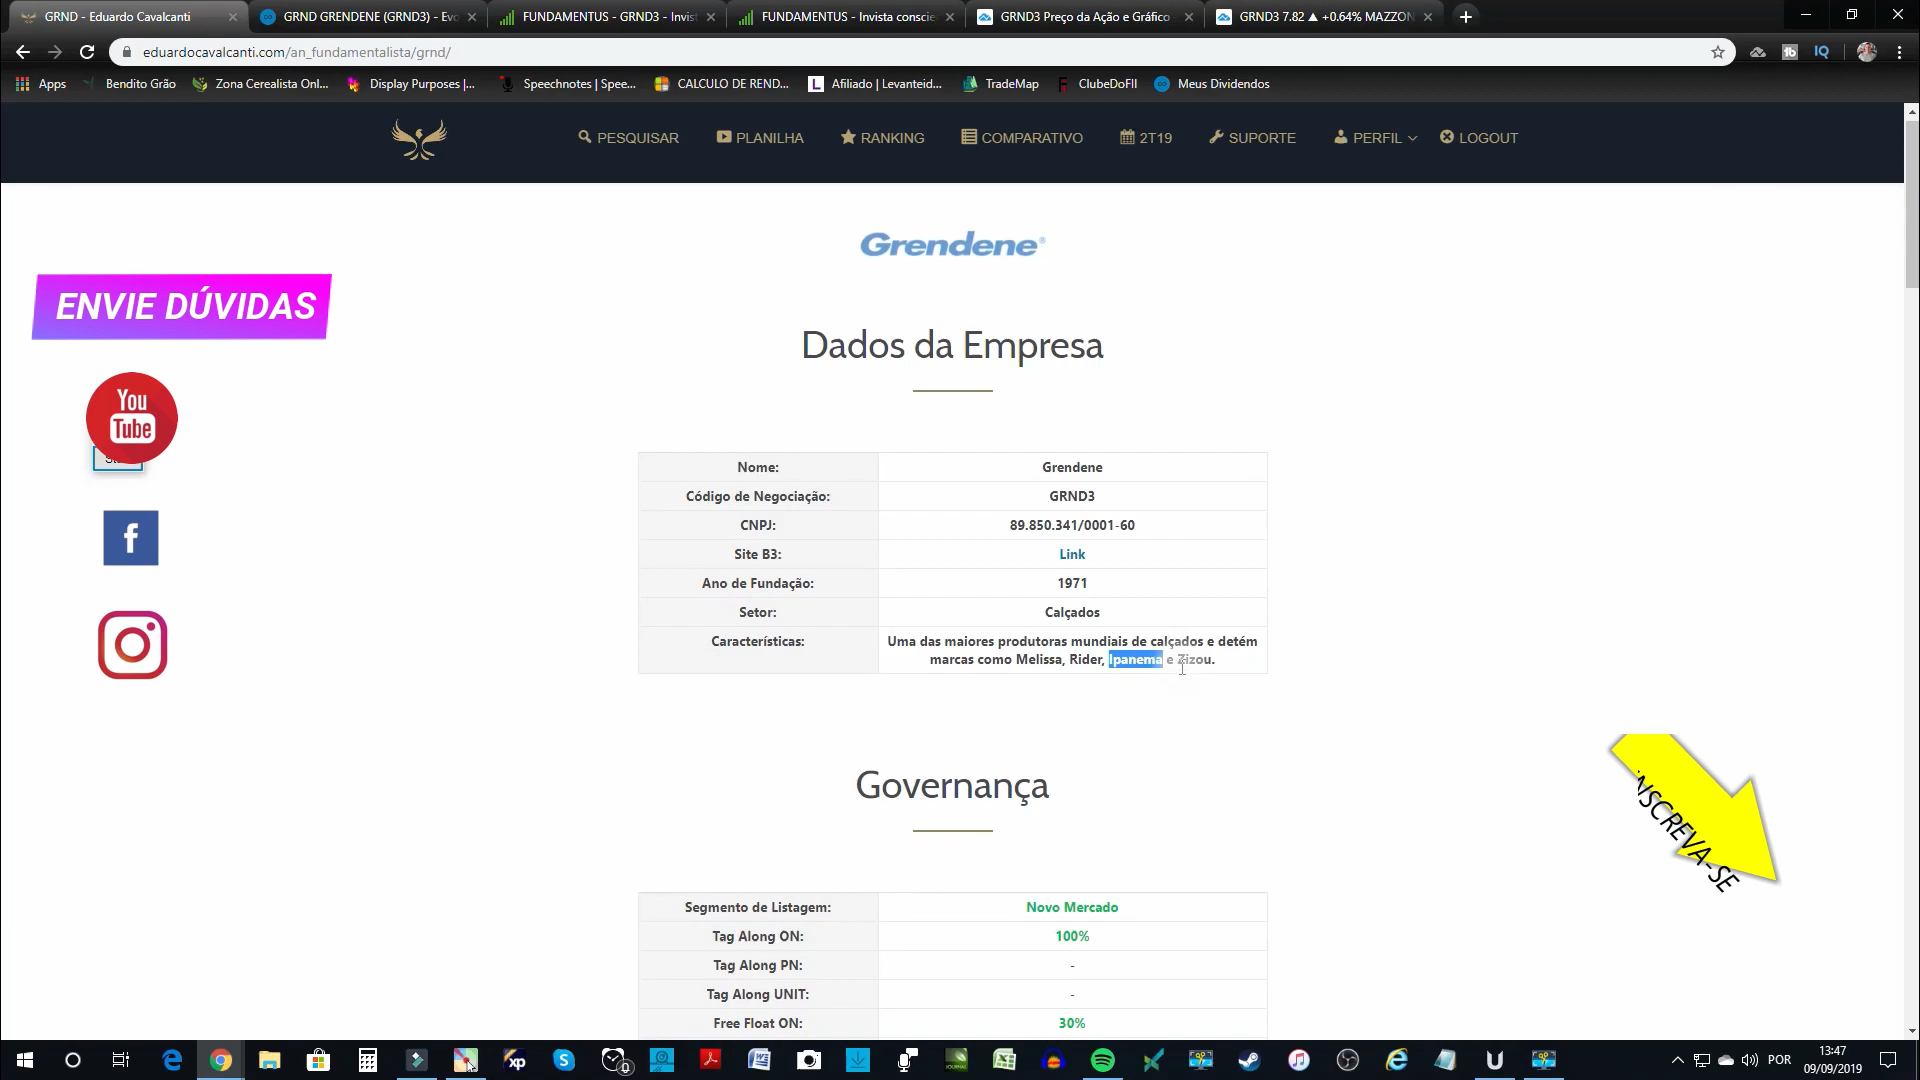 GRND - Eduardo Cavalcanti
GRND GRENDENE (GRND3) - Evo
FUNDAMENTUS - GRND3 - Invist
FUNDAMENTUS - Invista conscie
GRND3 Preço da Ação e Gráfico
GRND3 7.82 ▲ +0.64% MAZZON
eduardocavalcanti.com/an_fundamentalista/grnd/
Apps
Bendito Grão
Zona Cerealista Onl...
Display Purposes |...
Speechnotes | Spee...
CALCULO DE REND...
Afiliado | Levanteid...
TradeMap
ClubeDoFII
Meus Dividendos
PESQUISAR
PLANILHA
RANKING
COMPARATIVO
2T19
SUPORTE
PERFIL
LOGOUT
Grendene
ENVIE DÚVIDAS
You
Tube
Dados da Empresa
Nome: Grendene
Código de Negociação: GRND3
CNPJ: 89.850.341/0001-60
Site B3: Link
Ano de Fundação: 1971
Setor: Calçados
Características: Uma das maiores produtoras mundiais de calçados e detém
marcas como Melissa, Rider, Ipanema e Zizou.
INSCREVA-SE
Governança
Segmento de Listagem: Novo Mercado
Tag Along ON: 100%
Tag Along PN: -
Tag Along UNIT: -
Free Float ON: 30%
POR
13:47
09/09/2019